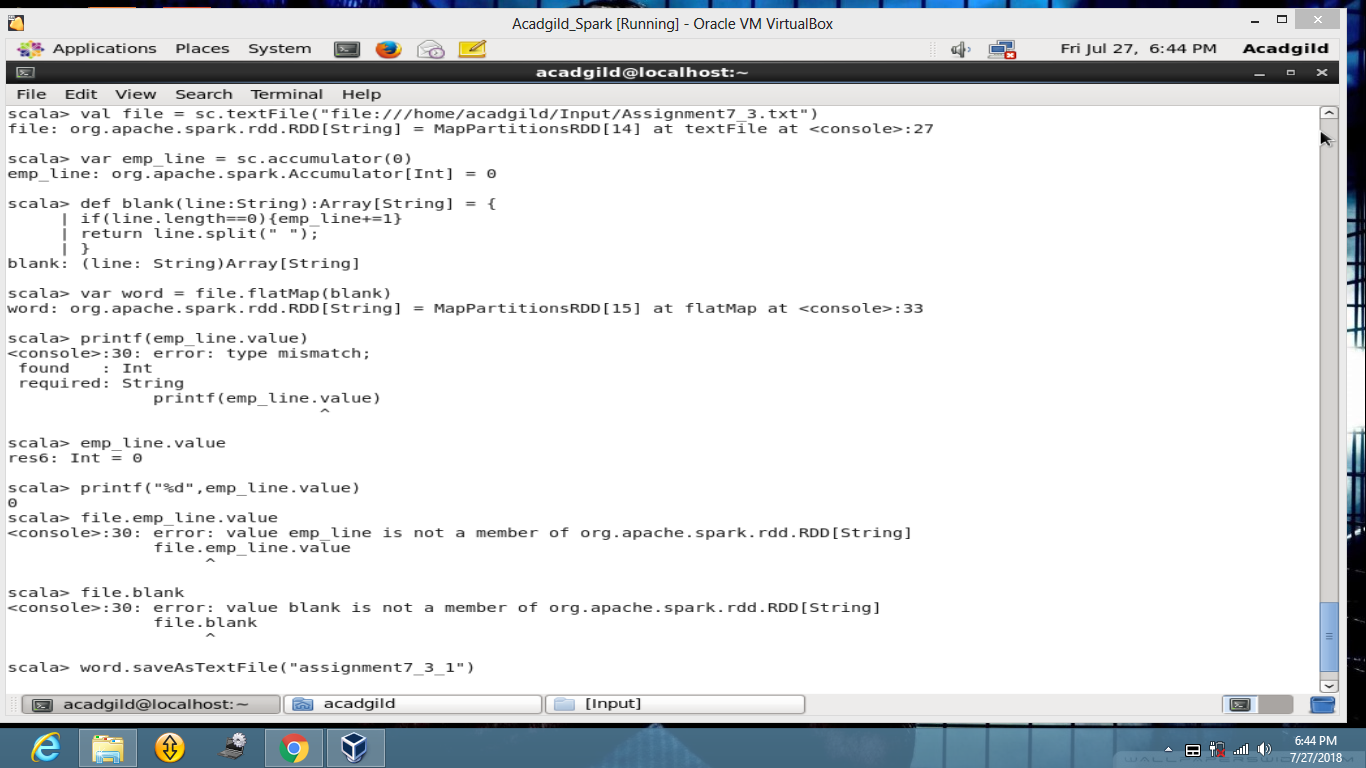 Acadgild_Spark [Running] - Oracle VM VirtualBox
Applications Places System Fri Jul 27, 6:44 PM Acadgild
acadgild@localhost:~
File Edit View Search Terminal Help
scala> val file = sc.textFile("file:///home/acadgild/Input/Assignment7_3.txt")
file: org.apache.spark.rdd.RDD[String] = MapPartitionsRDD[14] at textFile at <console>:27
scala> var emp_line = sc.accumulator(0)
emp_line: org.apache.spark.Accumulator[Int] = 0
scala> def blank(line:String):Array[String] = {
| if(line.length==0){emp_line+=1}
| return line.split(" ");
| }
blank: (line: String)Array[String]
scala> var word = file.flatMap(blank)
word: org.apache.spark.rdd.RDD[String] = MapPartitionsRDD[15] at flatMap at <console>:33
scala> printf(emp_line.value)
<console>:30: error: type mismatch;
found   : Int
required: String
printf(emp_line.value)
^
scala> emp_line.value
res6: Int = 0
scala> printf("%d",emp_line.value)
0
scala> file.emp_line.value
<console>:30: error: value emp_line is not a member of org.apache.spark.rdd.RDD[String]
file.emp_line.value
^
scala> file.blank
<console>:30: error: value blank is not a member of org.apache.spark.rdd.RDD[String]
file.blank
^
scala> word.saveAsTextFile("assignment7_3_1")
acadgild@localhost:~ acadgild [Input]
6:44 PM
7/27/2018